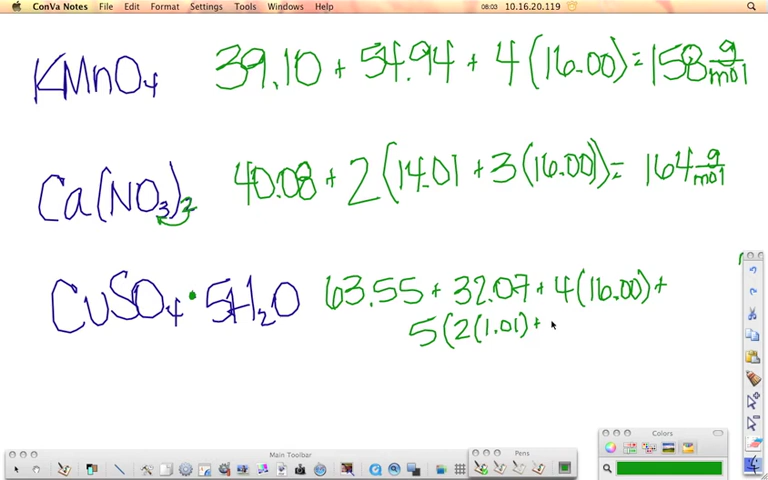 ConVa Notes File Edit Format Settings Tools Windows Help 08:03 10.16.20.119
KMnO4 39.10 + 54.94 + 4(16.00) = 158 g/mol
Ca(NO3)2 40.08 + 2(14.01 + 3(16.00)) = 164 g/mol
CuSO4 • 5H2O 63.55 + 32.07 + 4(16.00) +
5(2(1.01) +
Colors
Main Toolbar
Pens